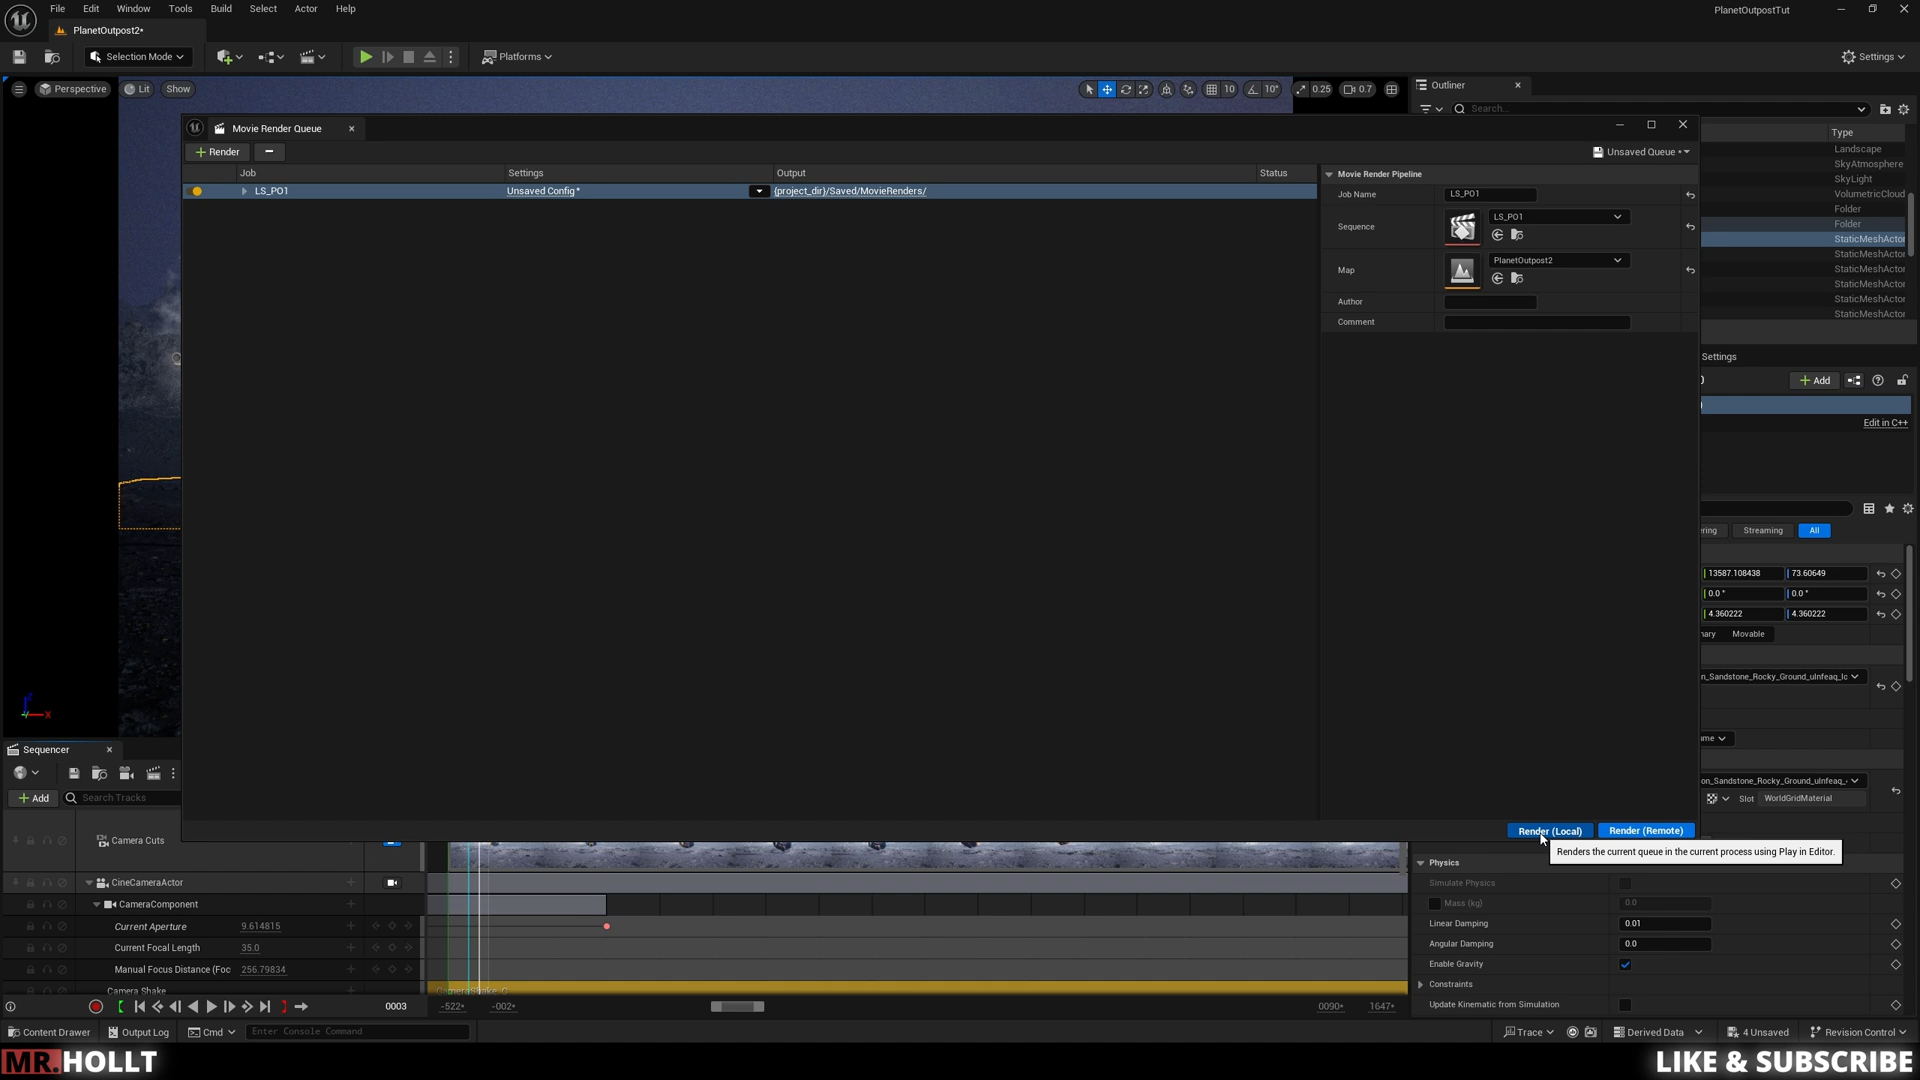 File Edit Window Tools Build Select Actor Help
PlanetOutpostTut
PlanetOutpost2*
Selection Mode
Platforms
Settings
Perspective Lit Show
10 10° 0.25 0.7
Outliner
Search...
Movie Render Queue
Type
Render
Unsaved Queue *
Landscape
SkyAtmosphere
SkyLight
VolumetricCloud
Folder
Folder
StaticMeshActor
StaticMeshActor
StaticMeshActor
StaticMeshActor
StaticMeshActor
StaticMeshActor
Job Settings Output Status
LS_PO1 Unsaved Config* {project_dir}/Saved/MovieRenders/
Movie Render Pipeline
Job Name LS_PO1
Sequence LS_PO1
Map PlanetOutpost2
Author
Comment
Settings
Add
Edit in C++
Streaming All
13587.108438 73.60649
0.0 ° 0.0 °
4.360222 4.360222
Movable
n_Sandstone_Rocky_Ground_uInfeaq_lo
on_Sandstone_Rocky_Ground_uInfeaq_
Slot WorldGridMaterial
Render (Local) Render (Remote)
Renders the current queue in the current process using Play in Editor.
Sequencer
Add Search Tracks
Camera Cuts
CineCameraActor
CameraComponent
Current Aperture 9.614815
Current Focal Length 35.0
Manual Focus Distance (Foc 256.79834
Camera Shake
0003 -522+ -002+ 0090+ 1647+
Physics
Simulate Physics
Mass (kg) 0.0
Linear Damping 0.01
Angular Damping 0.0
Enable Gravity
Constraints
Update Kinematic from Simulation
Content Drawer Output Log Cmd Enter Console Command
Trace Derived Data 4 Unsaved Revision Control
MR.HOLLT
LIKE & SUBSCRIBE